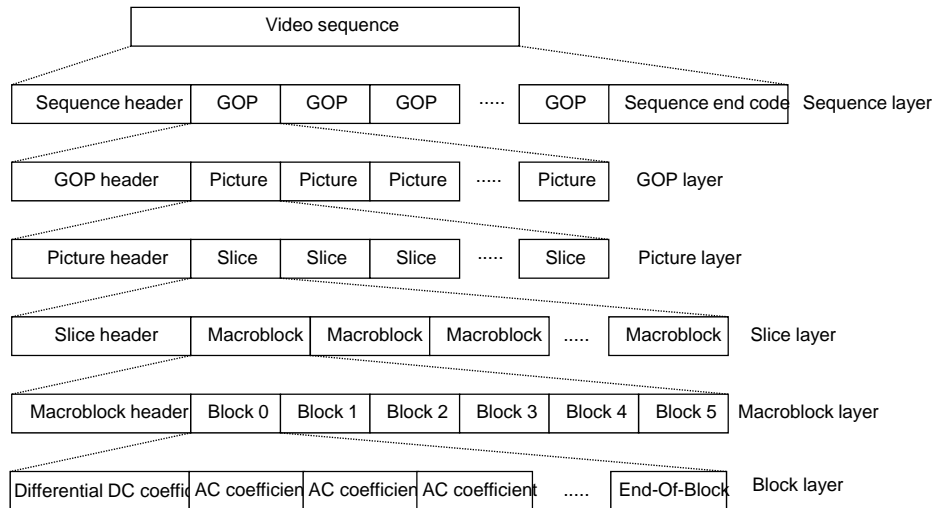 Video sequence
Sequence header GOP GOP GOP ..... GOP Sequence end code Sequence layer
GOP header Picture Picture Picture ..... Picture GOP layer
Picture header Slice Slice Slice ..... Slice Picture layer
Slice header Macroblock Macroblock Macroblock ..... Macroblock Slice layer
Macroblock header Block 0 Block 1 Block 2 Block 3 Block 4 Block 5 Macroblock layer
Differential DC coeffic AC coefficien AC coefficien AC coefficient ..... End-Of-Block Block layer